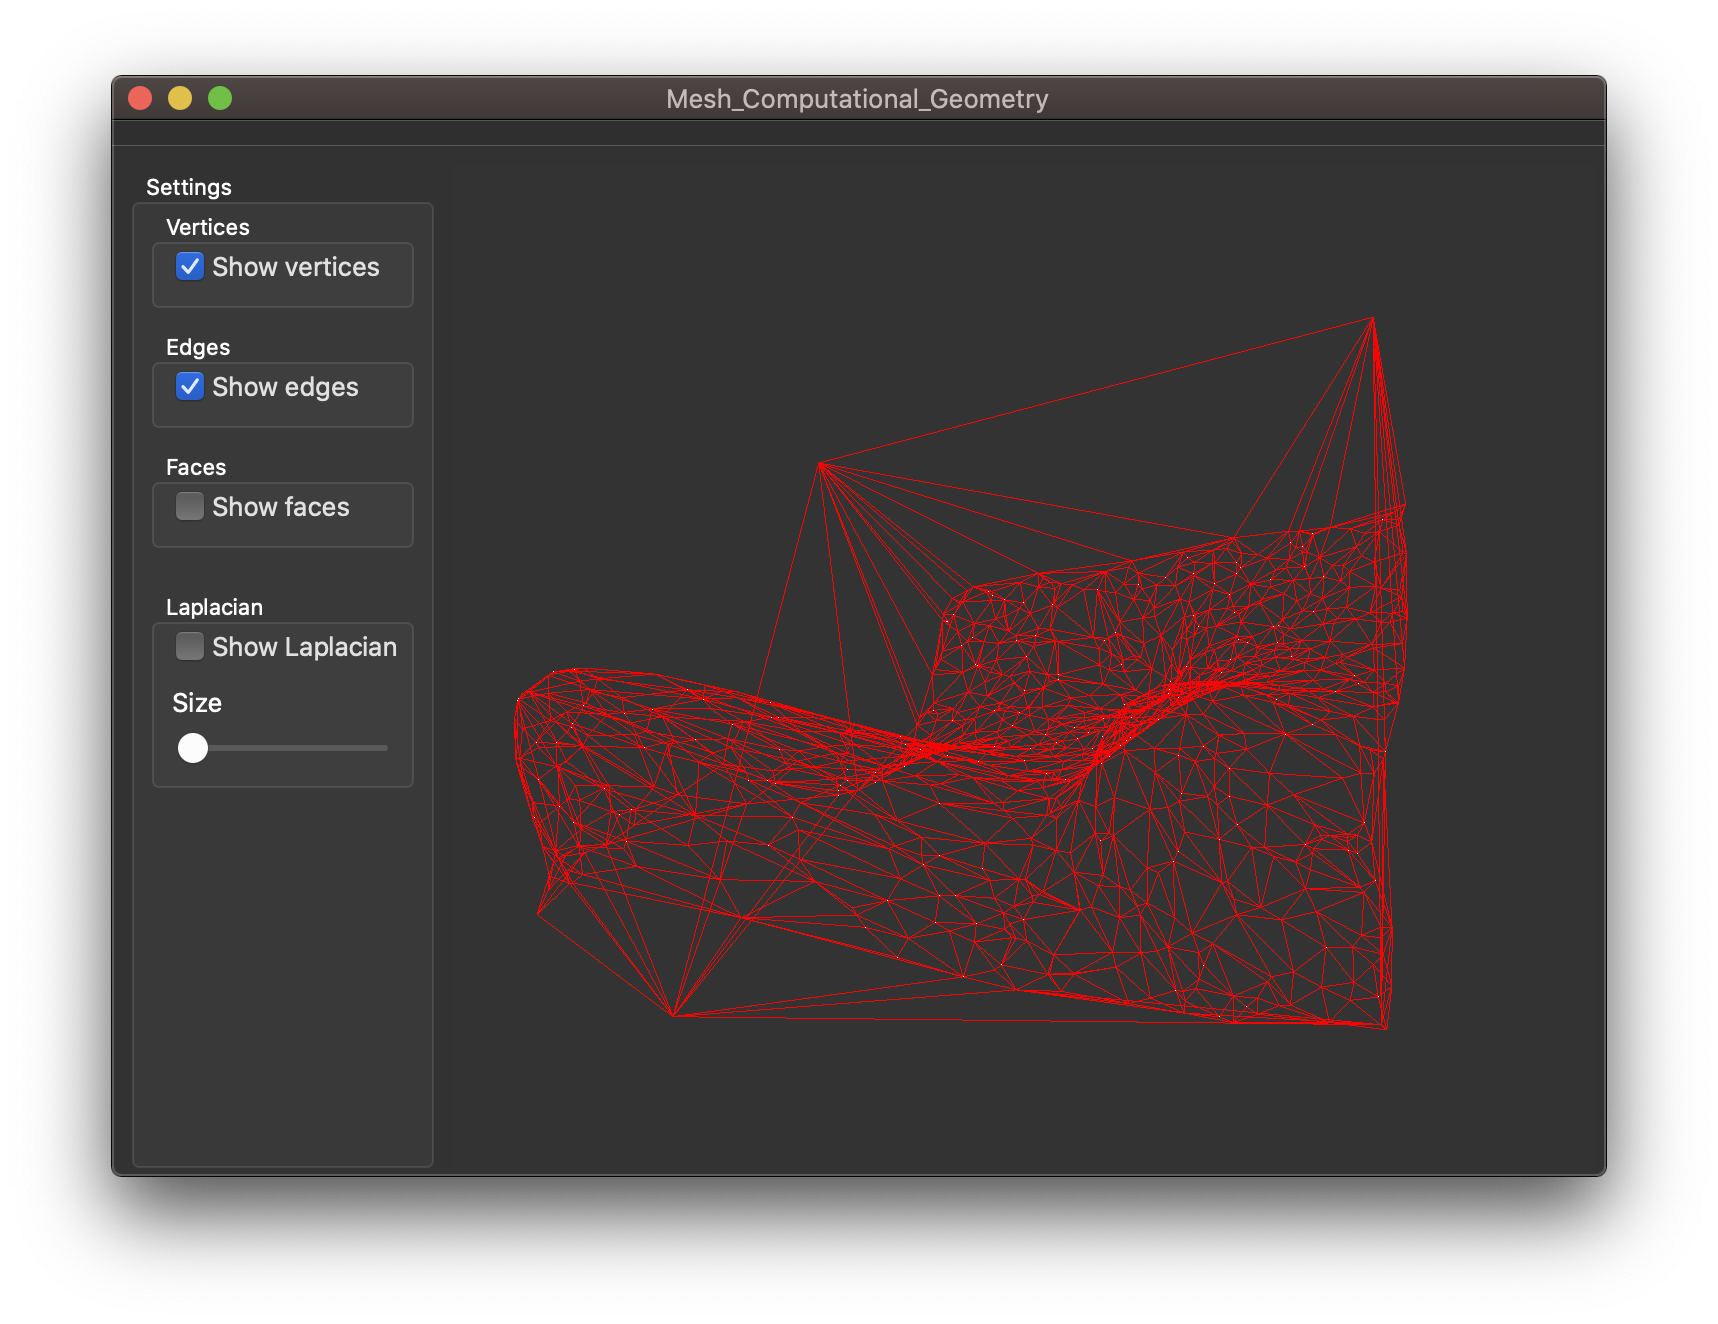 Mesh_Computational_Geometry
Settings
Vertices
Show vertices
Edges
Show edges
Faces
Show faces
Laplacian
Show Laplacian
Size